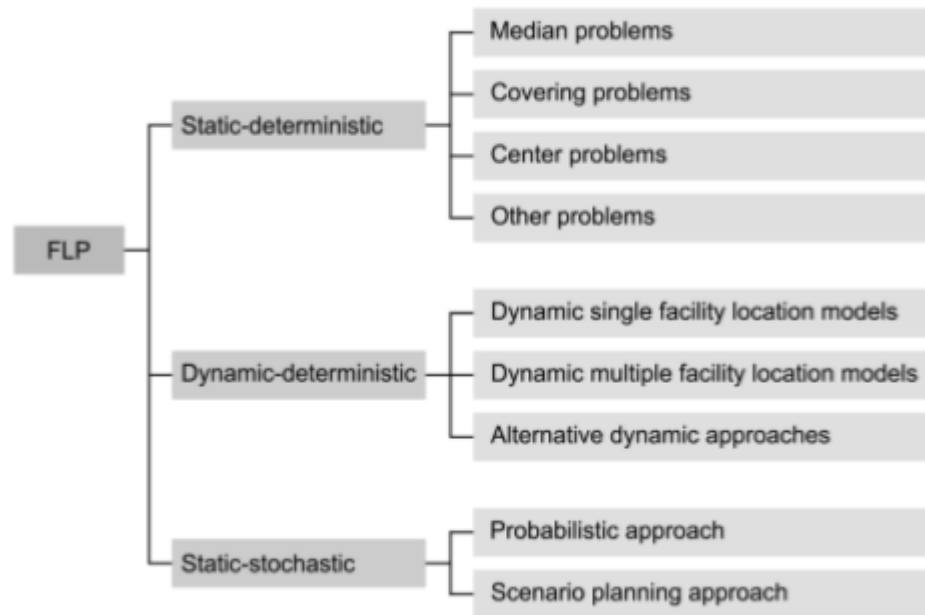 Median problems
Covering problems
Static-deterministic
Center problems
Other problems
FLP
Dynamic single facility location models
Dynamic-deterministic
Dynamic multiple facility location models
Alternative dynamic approaches
Probabilistic approach
Static-stochastic
Scenario planning approach